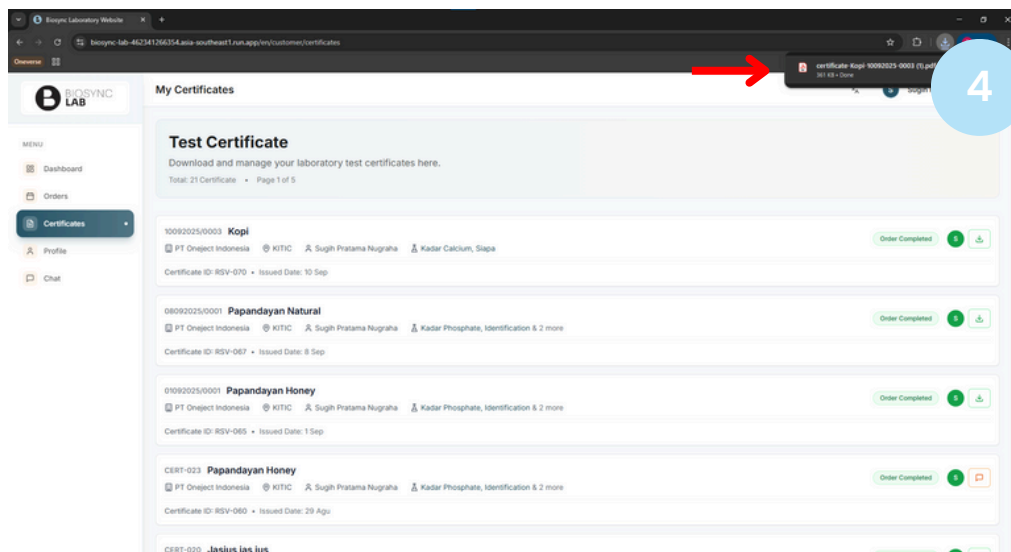 Biosync Laboratory Website
biosync-lab-462341266354.asia-southeast1.run.app/en/customer/certificates
Oneverse
certificate-Kopi-10092025-0003 (1).pdf
361 KB • Done
4
BIOSYNC
LAB
My Certificates
S
MENU
Dashboard
Orders
Certificates
Profile
Chat
Test Certificate
Download and manage your laboratory test certificates here.
Total: 21 Certificate • Page 1 of 5
10092025/0003 Kopi
PT Oneject Indonesia KITIC Sugih Pratama Nugraha Kadar Calcium, Siapa
Order Completed S
Certificate ID: RSV-070 • Issued Date: 10 Sep
08092025/0001 Papandayan Natural
PT Oneject Indonesia KITIC Sugih Pratama Nugraha Kadar Phosphate, Identification & 2 more
Order Completed S
Certificate ID: RSV-067 • Issued Date: 8 Sep
01092025/0001 Papandayan Honey
PT Oneject Indonesia KITIC Sugih Pratama Nugraha Kadar Phosphate, Identification & 2 more
Order Completed S
Certificate ID: RSV-065 • Issued Date: 1 Sep
CERT-023 Papandayan Honey
PT Oneject Indonesia KITIC Sugih Pratama Nugraha Kadar Phosphate, Identification & 2 more
Order Completed S
Certificate ID: RSV-060 • Issued Date: 29 Agu
CERT-020 Jasjus jas jus